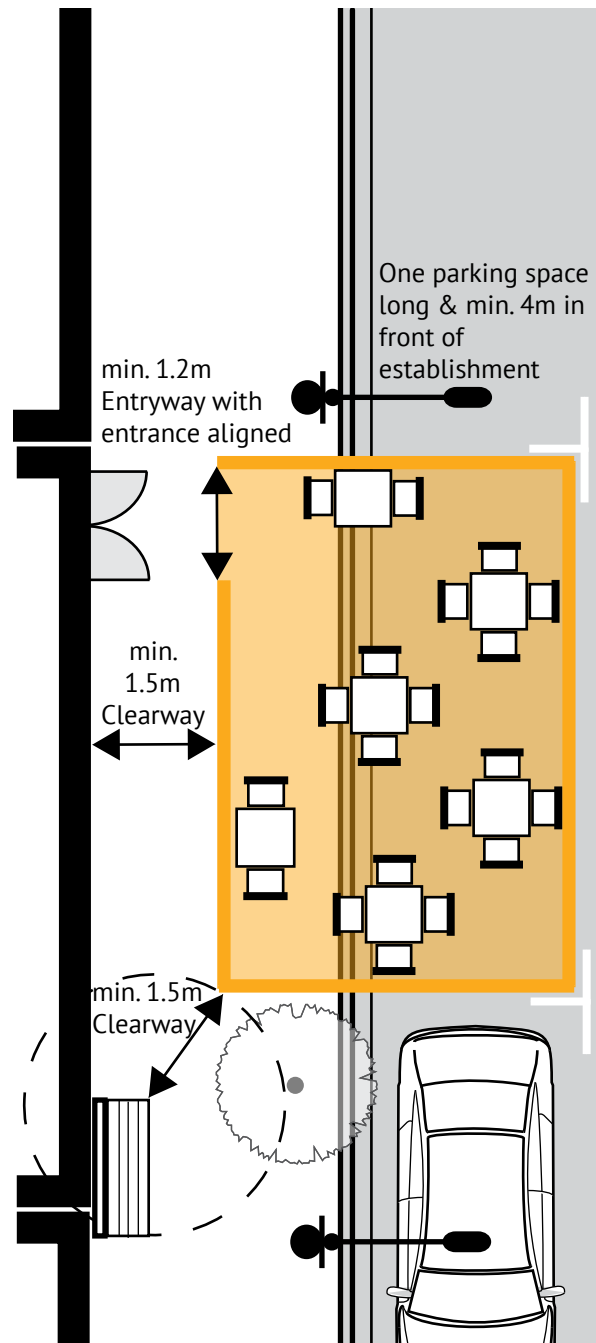 One parking space
long & min. 4m in
front of
establishment
min. 1.2m
Entryway with
entrance aligned
min.
1.5m
Clearway
min. 1.5m
Clearway